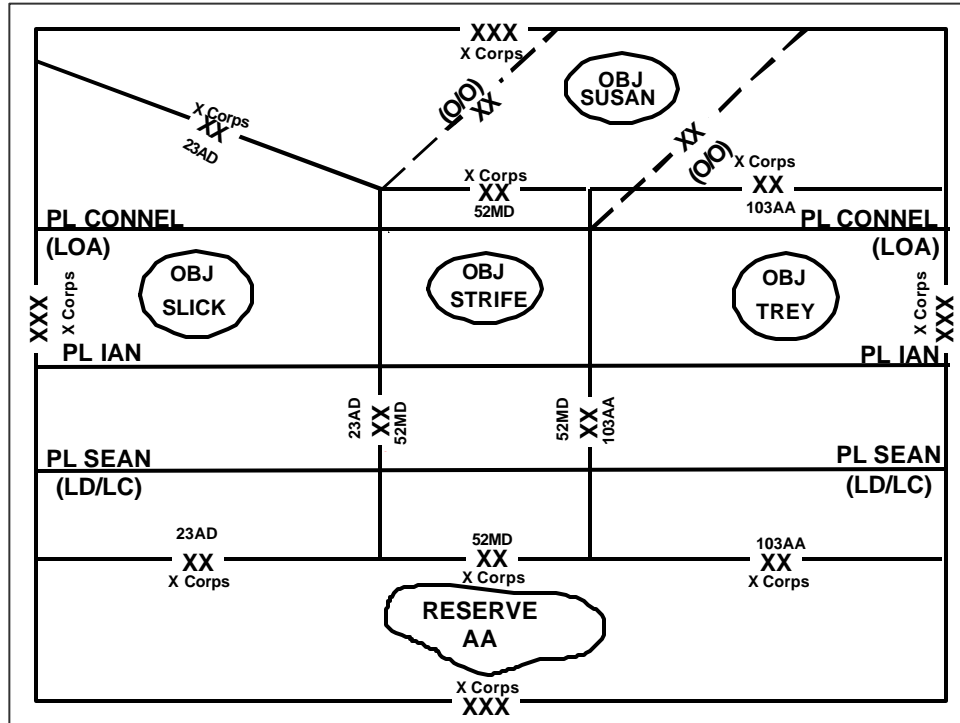 XXX
X Corps
(O/O)
XX
OBJ
SUSAN
X Corps
XX
23AD
XX
(O/O)
X Corps
XX
52MD
X Corps
XX
103AA
PL CONNEL
(LOA)
PL CONNEL
(LOA)
XXX
X Corps
OBJ
SLICK
OBJ
STRIFE
OBJ
TREY
X Corps
XXX
PL IAN
PL IAN
23AD
XX
52MD
52MD
XX
103AA
PL SEAN
(LD/LC)
PL SEAN
(LD/LC)
23AD
XX
X Corps
52MD
XX
X Corps
103AA
XX
X Corps
RESERVE
AA
X Corps
XXX